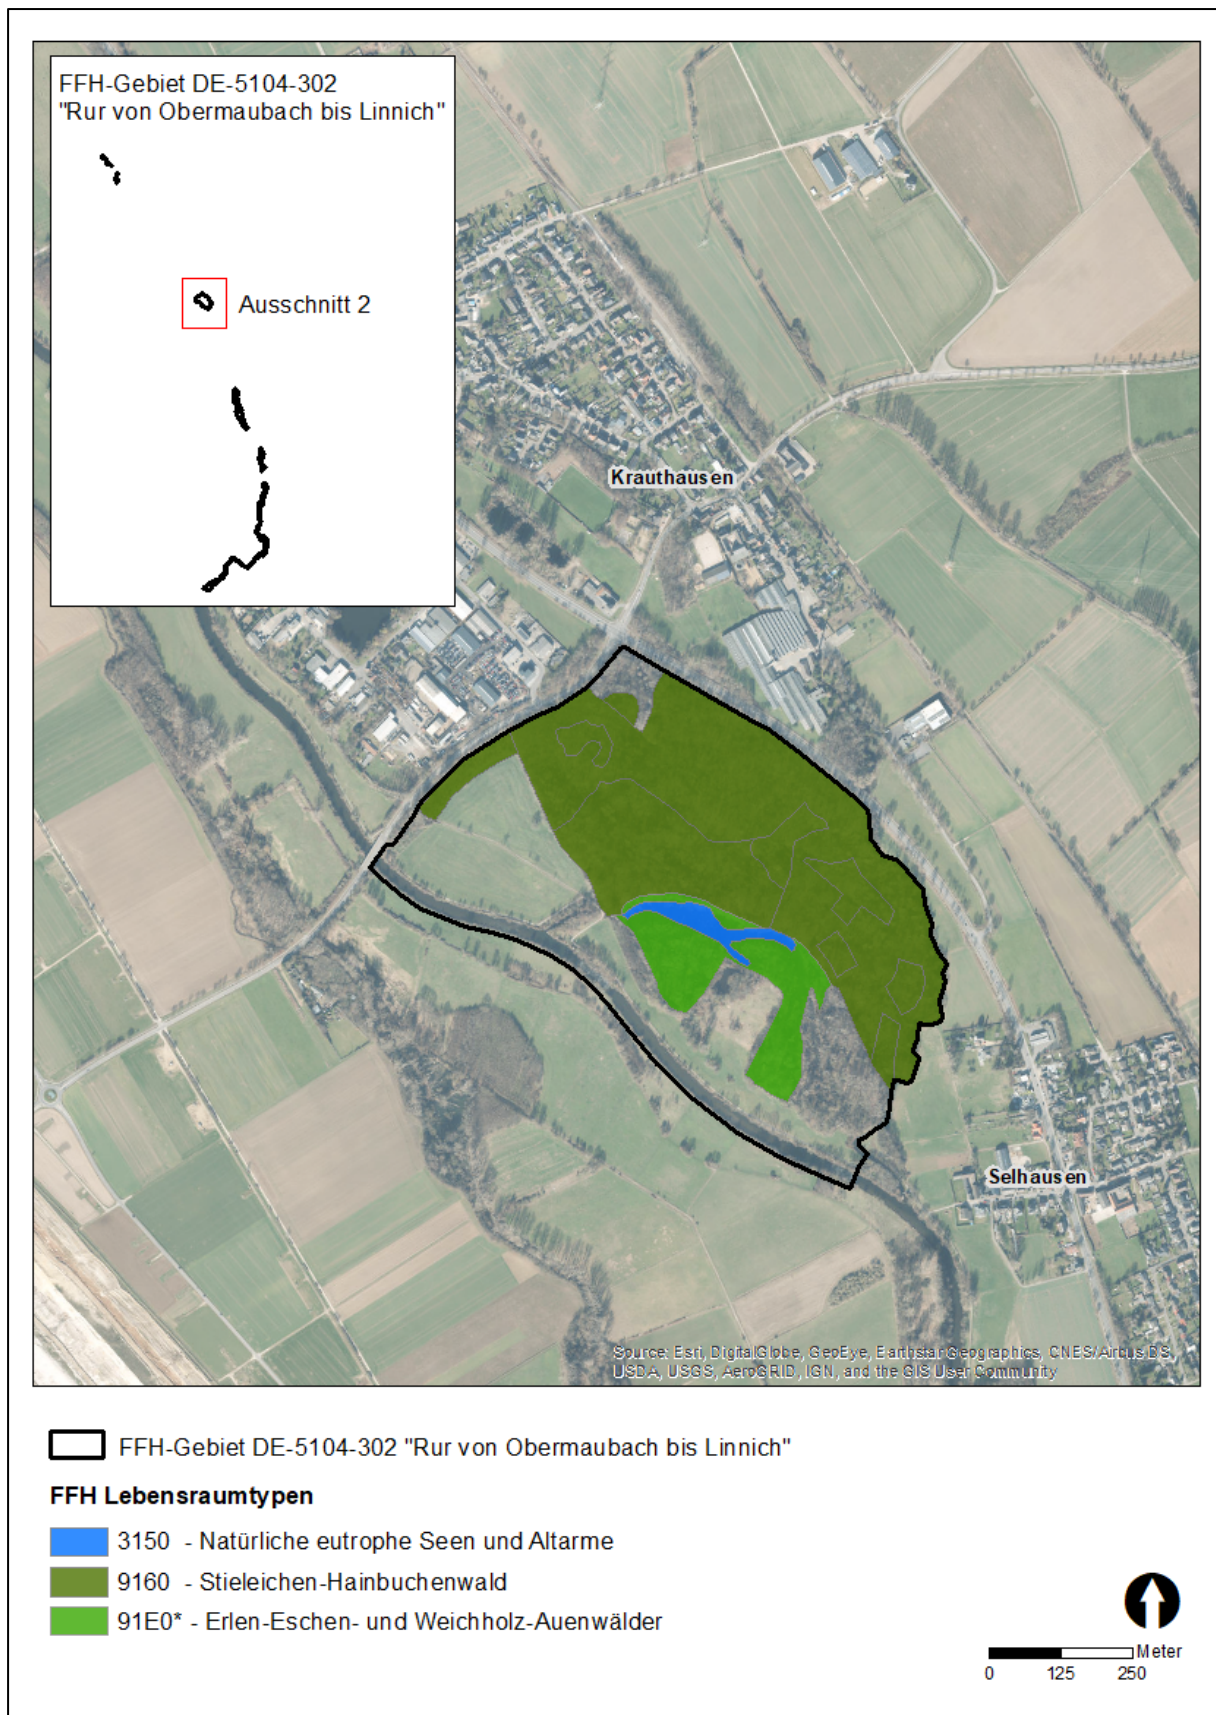 FFH-Gebiet DE-5104-302
"Rur von Obermaubach bis Linnich"
Ausschnitt 2
Krauthausen
Selhausen
Source: Esri, DigitalGlobe, GeoEye, Earthstar Geographics, CNES/Airbus DS,
USDA, USGS, AeroGRID, IGN, and the GIS User Community
FFH-Gebiet DE-5104-302 "Rur von Obermaubach bis Linnich"
FFH Lebensraumtypen
3150 - Natürliche eutrophe Seen und Altarme
9160 - Stieleichen-Hainbuchenwald
91E0* - Erlen-Eschen- und Weichholz-Auenwälder
Meter
0 125 250